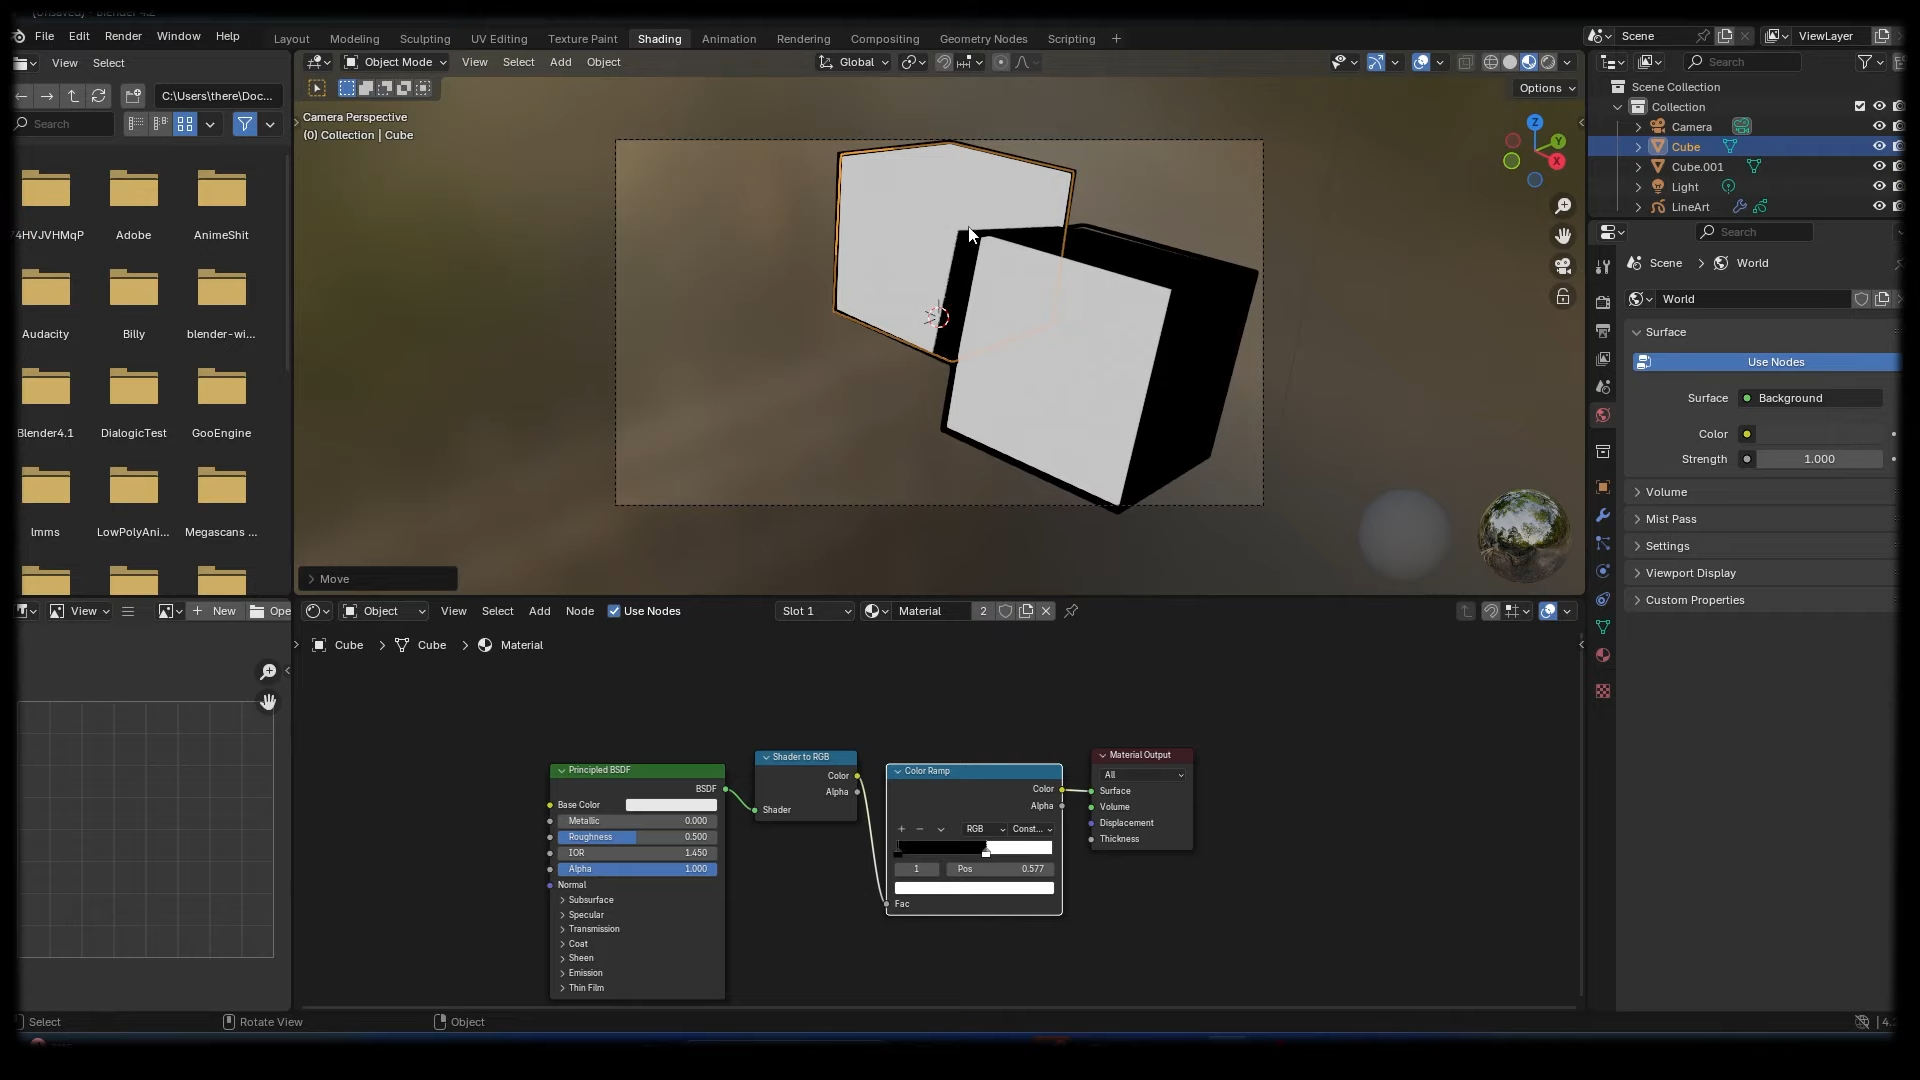 (Unsaved) - Blender 4.2
File Edit Render Window Help
Layout Modeling Sculpting UV Editing Texture Paint Shading Animation Rendering Compositing Geometry Nodes Scripting +
Scene ViewLayer
View Select
Object Mode View Select Add Object
Global
Search
C:\Users\there\Doc...
Options
Search
Camera Perspective
(0) Collection | Cube
Z
Y
X
Scene Collection
Collection
Camera
Cube
Cube.001
Light
LineArt
4HVJVHMqP Adobe AnimeShit
Audacity Billy blender-wi...
Blender4.1 DialogicTest GooEngine
lmms LowPolyAni... Megascans ...
Search
Scene > World
World
Surface
Use Nodes
Surface Background
Color
Strength 1.000
Volume
Mist Pass
Settings
Viewport Display
Custom Properties
Move
View + New Ope
Object View Select Add Node Use Nodes Slot 1 Material 2
Cube > Cube > Material
Principled BSDF
BSDF
Base Color
Metallic 0.000
Roughness 0.500
IOR 1.450
Alpha 1.000
Normal
Subsurface
Specular
Transmission
Coat
Sheen
Emission
Thin Film
Shader to RGB
Color
Alpha
Shader
Color Ramp
Color
Alpha
+ − RGB Const...
1 Pos 0.577
Fac
Material Output
All
Surface
Volume
Displacement
Thickness
Select Rotate View Object 4.